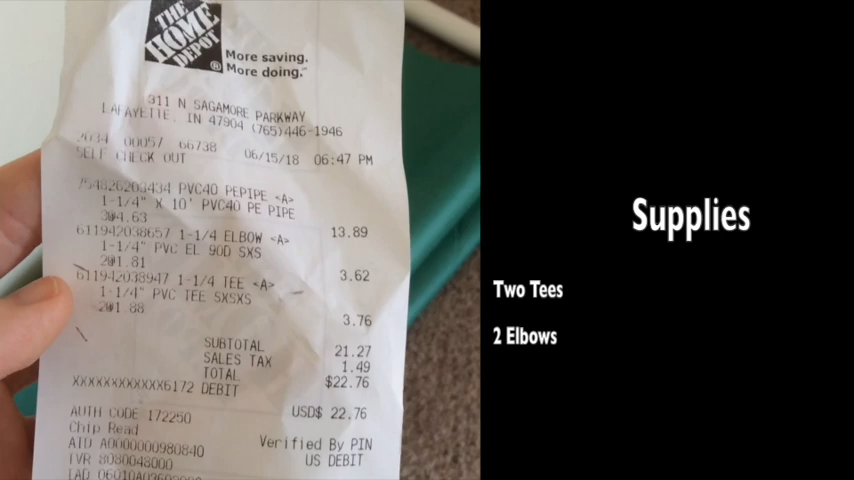 THE
HOME
DEPOT
More saving.
More doing.
311 N SAGAMORE PARKWAY
LAFAYETTE, IN 47904 (765)446-1946
00057 66738 06/15/18 06:47 PM
SELF CHECK OUT
754826203434 PVC40 PEPIPE <A>
1-1/4" X 10' PVC40 PE PIPE
3@4.63 13.89
611942038657 1-1/4 ELBOW <A>
1-1/4" PVC EL 90D SXS
2@1.81 3.62
611942038947 1-1/4 TEE <A>
1-1/4" PVC TEE SXSXS
2@1.88 3.76
SUBTOTAL 21.27
SALES TAX 1.49
TOTAL $22.76
XXXXXXXXXXXX6172 DEBIT
USD$ 22.76
AUTH CODE 172250
Chip Read
AID A0000000980840 Verified By PIN
TVR 8080048000 US DEBIT
Supplies
Two Tees
2 Elbows